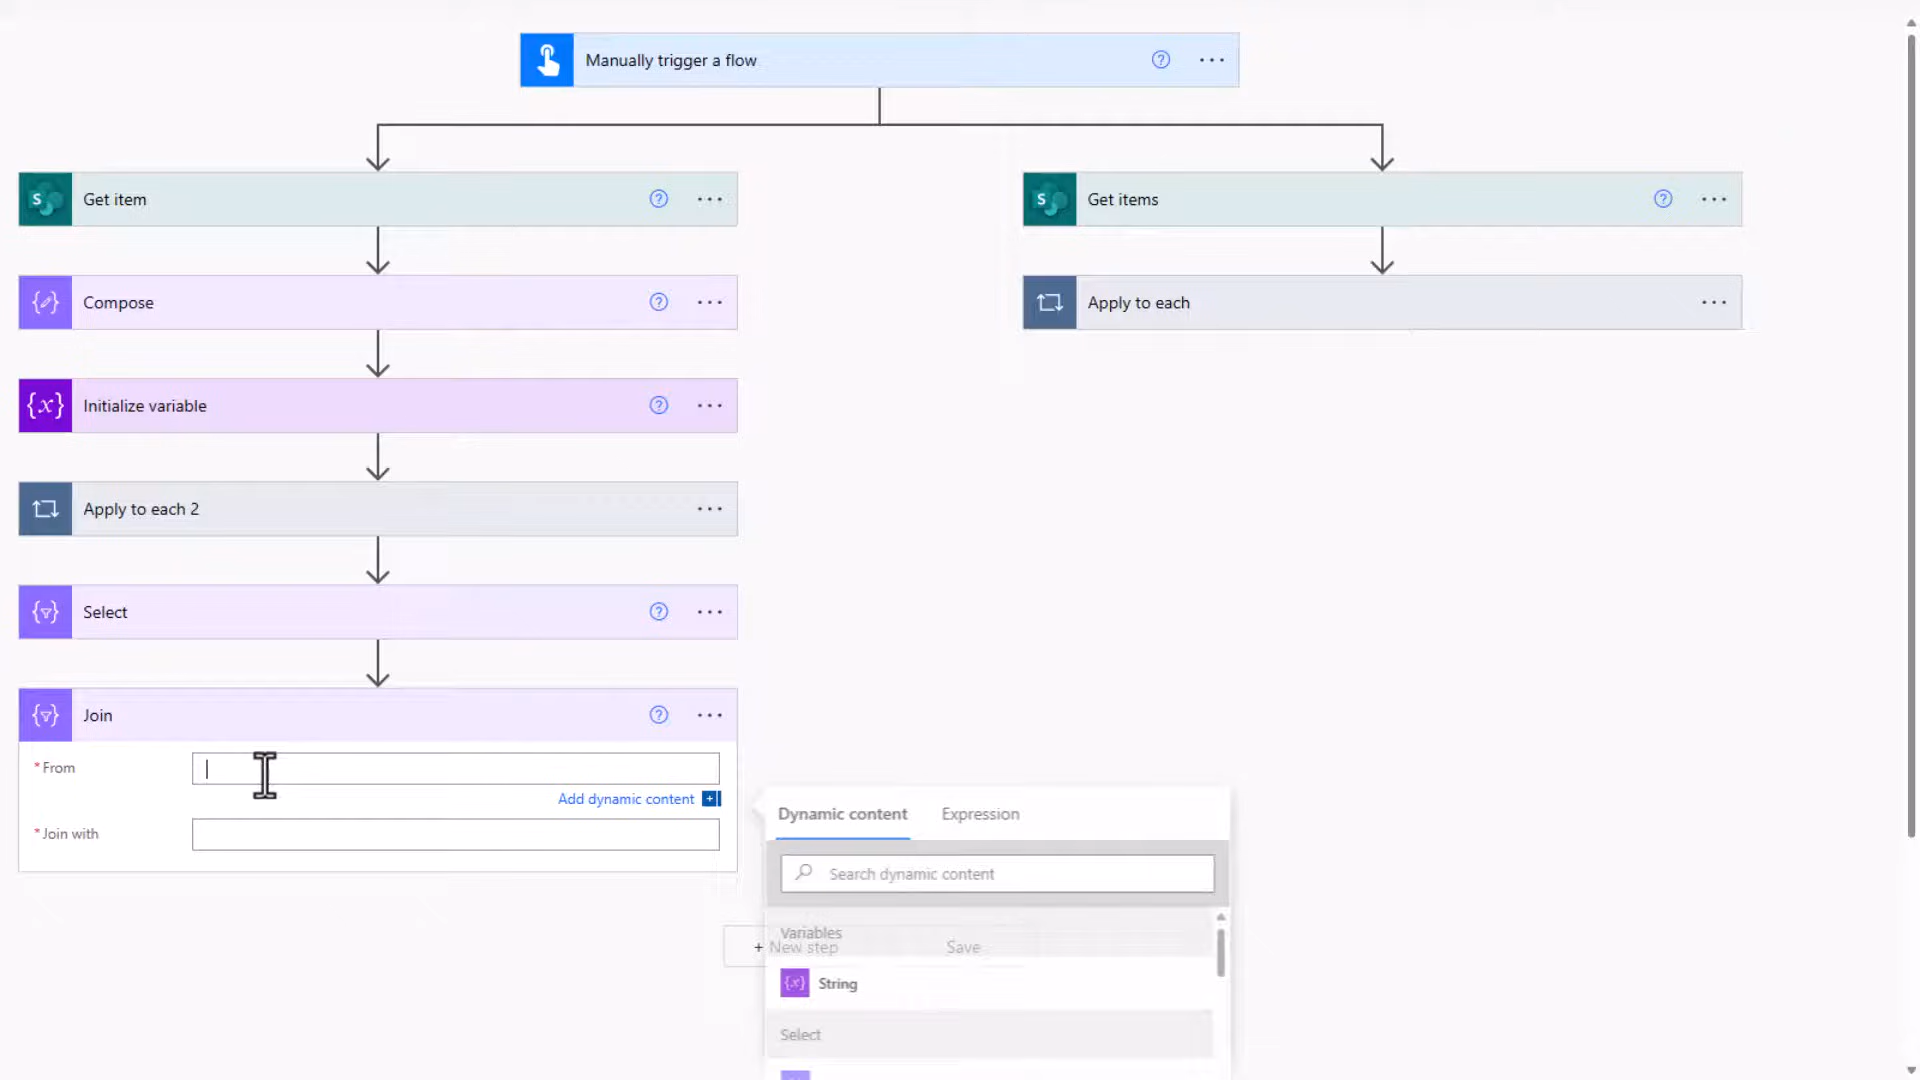 Manually trigger a flow
Get item
Get items
Compose
Apply to each
Initialize variable
Apply to each 2
Select
Join
* From
Add dynamic content
* Join with
Dynamic content
Expression
Search dynamic content
Variables
+ New step
Save
String
Select